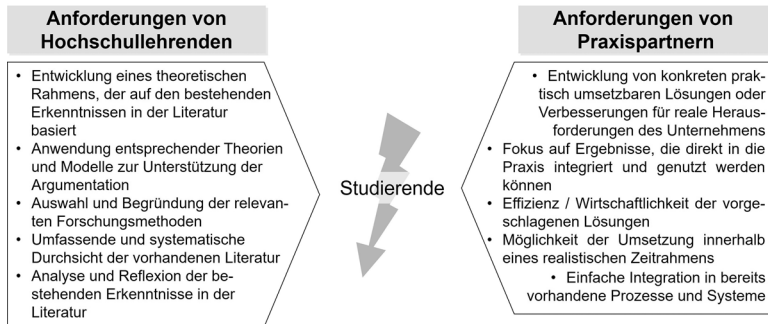 Anforderungen von
Hochschullehrenden
• Entwicklung eines theoretischen
Rahmens, der auf den bestehenden
Erkenntnissen in der Literatur
basiert
• Anwendung entsprechender Theorien
und Modelle zur Unterstützung der
Argumentation
• Auswahl und Begründung der relevan-
ten Forschungsmethoden
• Umfassende und systematische
Durchsicht der vorhandenen Literatur
• Analyse und Reflexion der be-
stehenden Erkenntnisse in der
Literatur
Studierende
Anforderungen von
Praxispartnern
• Entwicklung von konkreten prak-
tisch umsetzbaren Lösungen oder
Verbesserungen für reale Heraus-
forderungen des Unternehmens
• Fokus auf Ergebnisse, die direkt in die
Praxis integriert und genutzt werden
können
• Effizienz / Wirtschaftlichkeit der vorge-
schlagenen Lösungen
• Möglichkeit der Umsetzung innerhalb
eines realistischen Zeitrahmens
• Einfache Integration in bereits
vorhandene Prozesse und Systeme